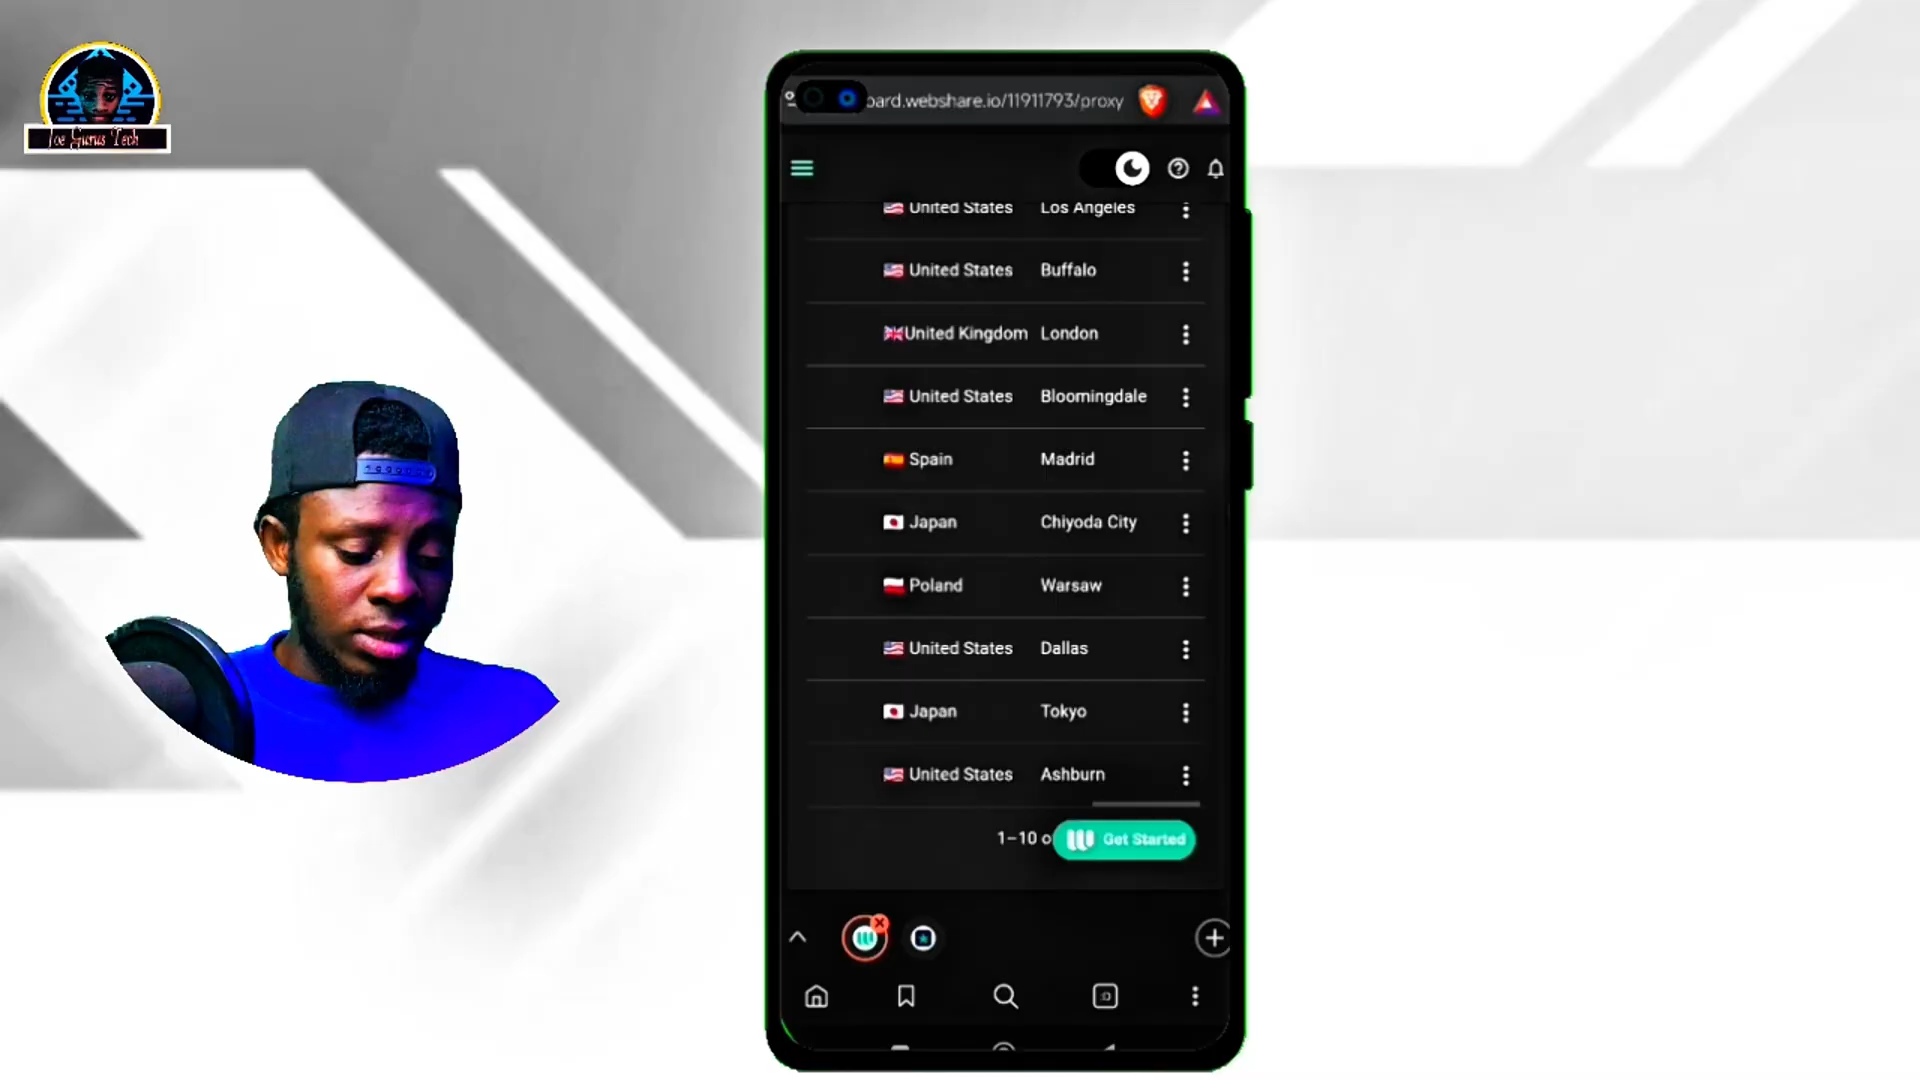 Joe Gurus Tech
oard.webshare.io/11911793/proxy
United States Los Angeles
United States Buffalo
United Kingdom London
United States Bloomingdale
Spain Madrid
Japan Chiyoda City
Poland Warsaw
United States Dallas
Japan Tokyo
United States Ashburn
1–10 o
Get Started